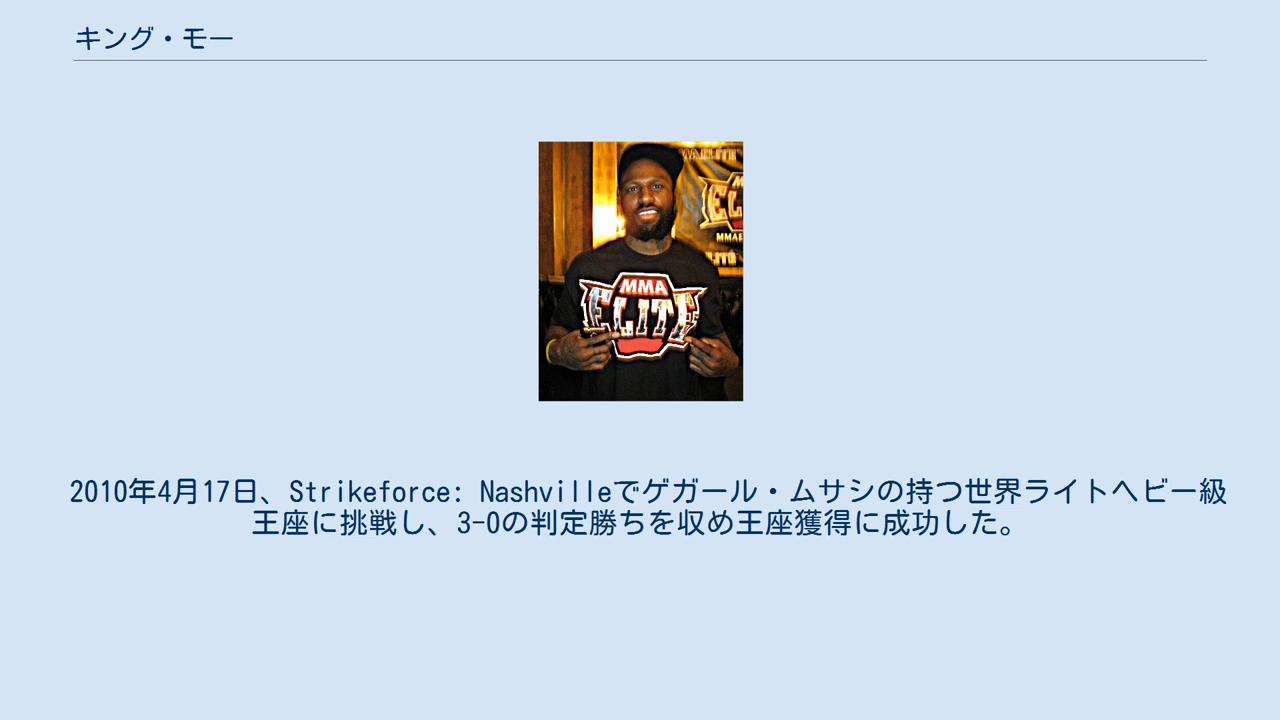 キング・モー
MMA
ELITE
2010年4月17日、Strikeforce: Nashvilleでゲガール・ムサシの持つ世界ライトヘビー級
王座に挑戦し、3-0の判定勝ちを収め王座獲得に成功した。